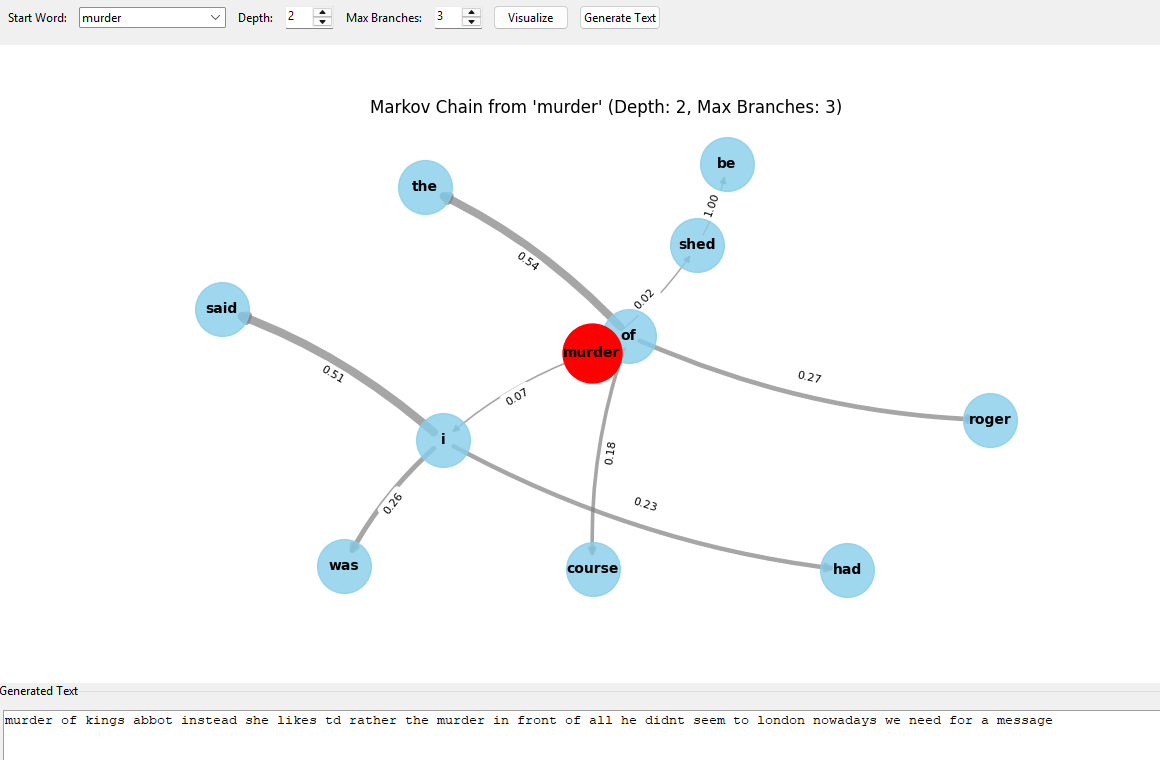 Start Word: murder Depth: 2 Max Branches: 3 Visualize Generate Text
Markov Chain from 'murder' (Depth: 2, Max Branches: 3)
be
the
1.00
shed
0.54
0.02
said
of
murder
0.51
0.27
0.07
roger
i
0.18
0.26
0.23
was
course
had
Generated Text
murder of kings abbot instead she likes td rather the murder in front of all he didnt seem to london nowadays we need for a message